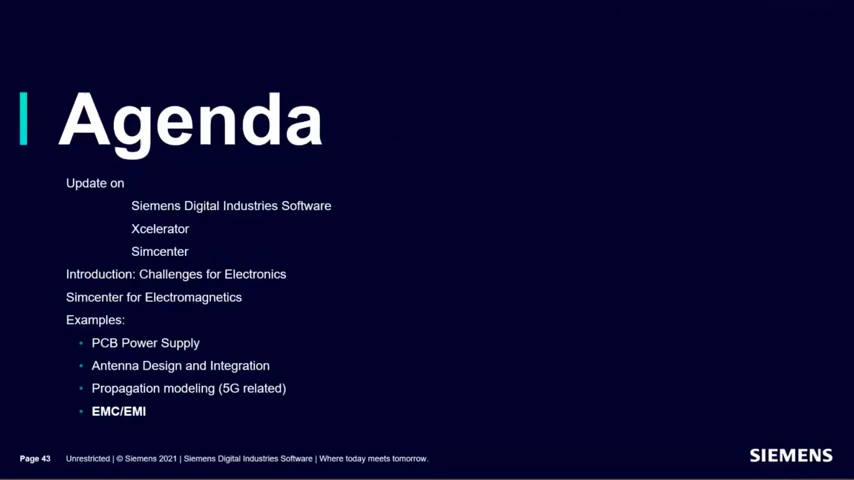 Agenda
Update on
Siemens Digital Industries Software
Xcelerator
Simcenter
Introduction: Challenges for Electronics
Simcenter for Electromagnetics
Examples:
• PCB Power Supply
• Antenna Design and Integration
• Propagation modeling (5G related)
• EMC/EMI
Page 43 Unrestricted | © Siemens 2021 | Siemens Digital Industries Software | Where today meets tomorrow.
SIEMENS